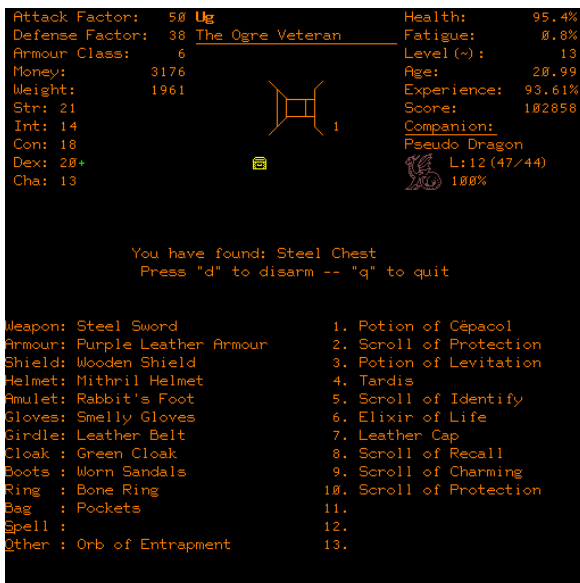 Attack Factor: 50 Ug Health: 95.4%
Defense Factor: 38 The Ogre Veteran Fatigue: 0.8%
Armour Class: 6 Level(~): 13
Money: 3176 Age: 20.99
Weight: 1961 Experience: 93.61%
Str: 21 Score: 102858
Int: 14 1 Companion:
Con: 18 Pseudo Dragon
Dex: 20+ L:12(47/44)
Cha: 13 100%
You have found: Steel Chest
Press "d" to disarm -- "q" to quit
Weapon: Steel Sword 1. Potion of Cëpacol
Armour: Purple Leather Armour 2. Scroll of Protection
Shield: Wooden Shield 3. Potion of Levitation
Helmet: Mithril Helmet 4. Tardis
Amulet: Rabbit's Foot 5. Scroll of Identify
Gloves: Smelly Gloves 6. Elixir of Life
Girdle: Leather Belt 7. Leather Cap
Cloak : Green Cloak 8. Scroll of Recall
Boots : Worn Sandals 9. Scroll of Charming
Ring : Bone Ring 10. Scroll of Protection
Bag : Pockets 11.
Spell : 12.
Other : Orb of Entrapment 13.